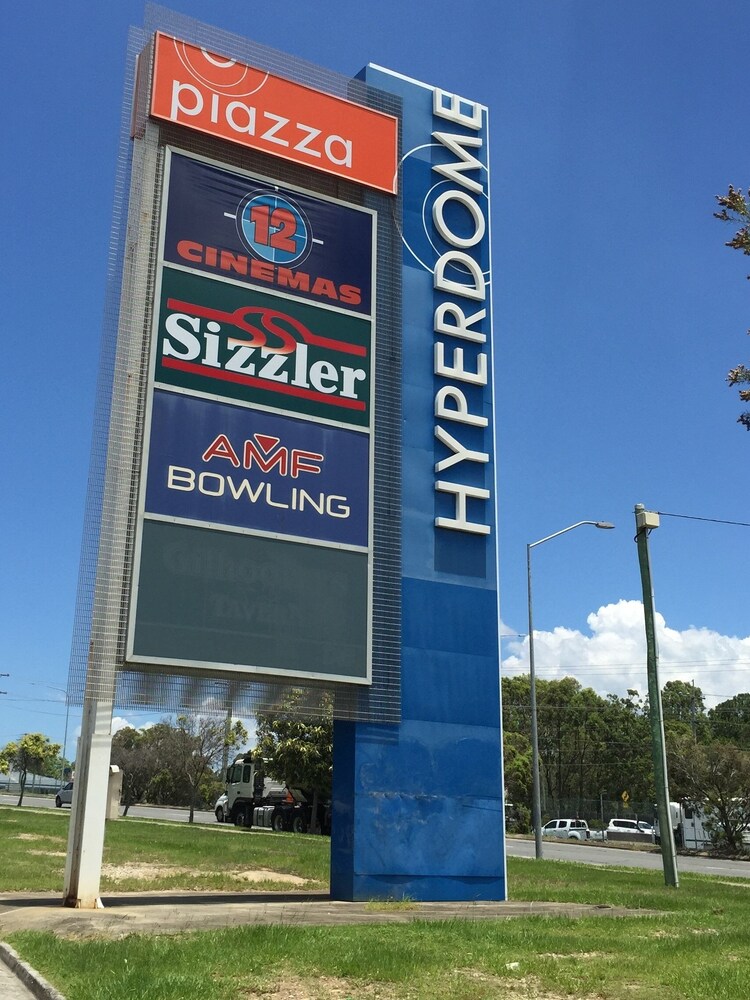 piazza
12
CINEMAS
Sizzler
AMF
BOWLING
HYPERDOME